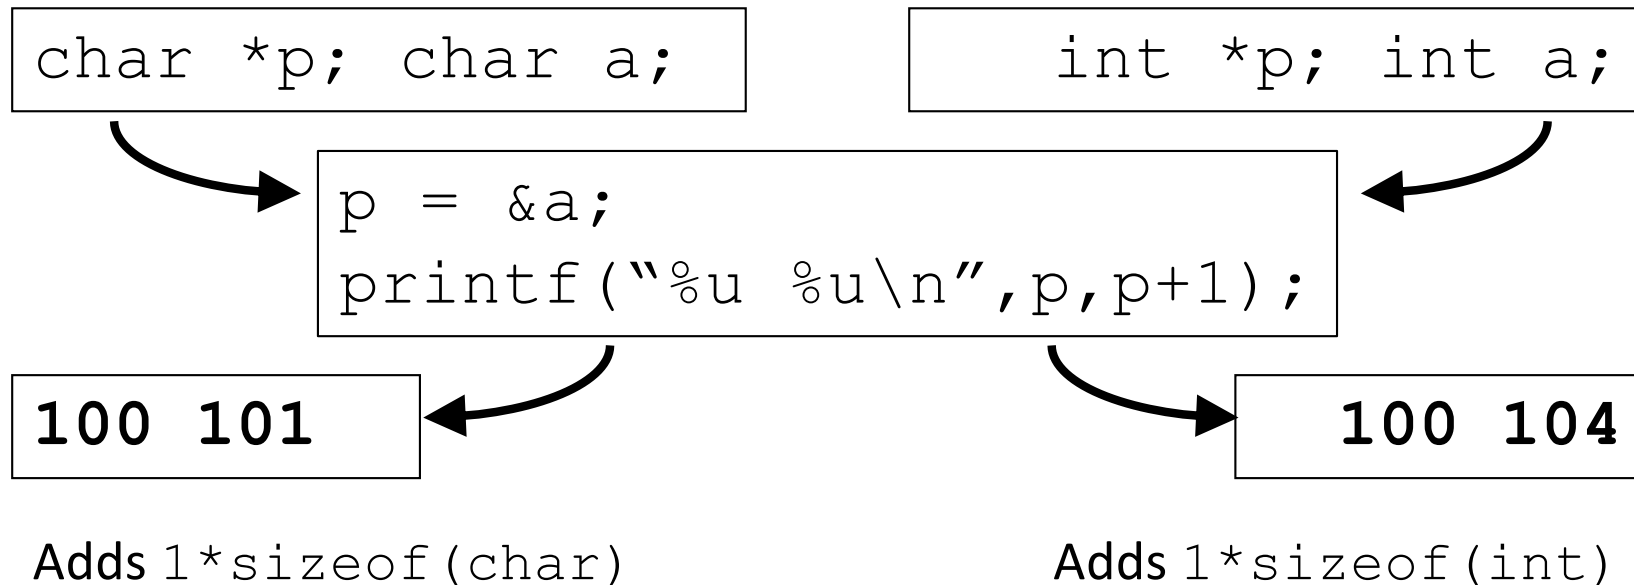 char *p; char a;
int *p; int a;
p = &a;
printf(“%u %u\n”,p,p+1);
100 101
100 104
Adds 1*sizeof(char)
Adds 1*sizeof(int)